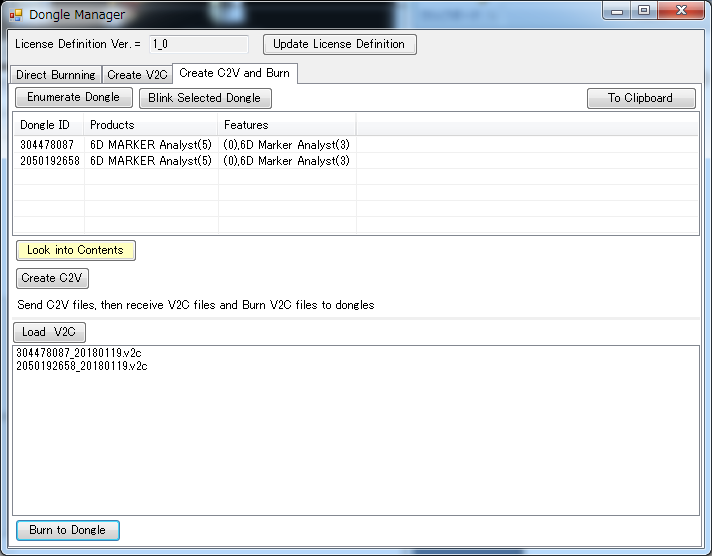 Dongle Manager
License Definition Ver. = 1_0 Update License Definition
Direct Burnning Create V2C Create C2V and Burn
Enumerate Dongle Blink Selected Dongle To Clipboard
Dongle ID Products Features
304478087 6D MARKER Analyst(5) (0),6D Marker Analyst(3)
2050192658 6D MARKER Analyst(5) (0),6D Marker Analyst(3)
Look into Contents
Create C2V
Send C2V files, then receive V2C files and Burn V2C files to dongles
Load V2C
304478087_20180119.v2c
2050192658_20180119.v2c
Burn to Dongle